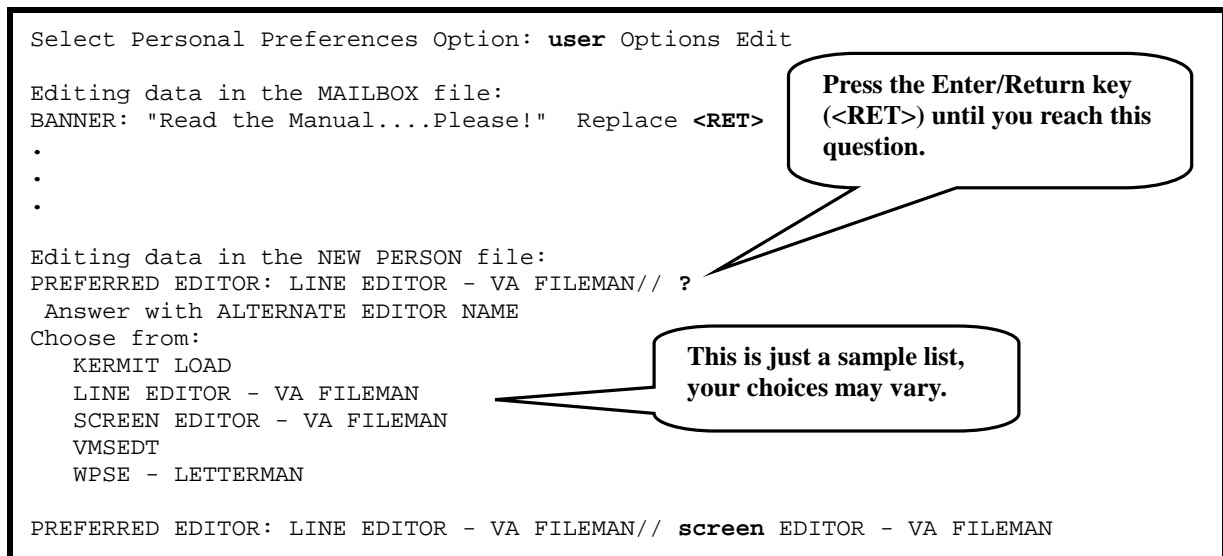 Select Personal Preferences Option: user Options Edit
Editing data in the MAILBOX file:
BANNER: "Read the Manual....Please!"  Replace <RET>
Press the Enter/Return key
(<RET>) until you reach this
question.
.
.
.
Editing data in the NEW PERSON file:
PREFERRED EDITOR: LINE EDITOR - VA FILEMAN// ?
Answer with ALTERNATE EDITOR NAME
Choose from:
KERMIT LOAD
LINE EDITOR - VA FILEMAN
SCREEN EDITOR - VA FILEMAN
VMSEDT
WPSE - LETTERMAN
This is just a sample list,
your choices may vary.
PREFERRED EDITOR: LINE EDITOR - VA FILEMAN// screen EDITOR - VA FILEMAN